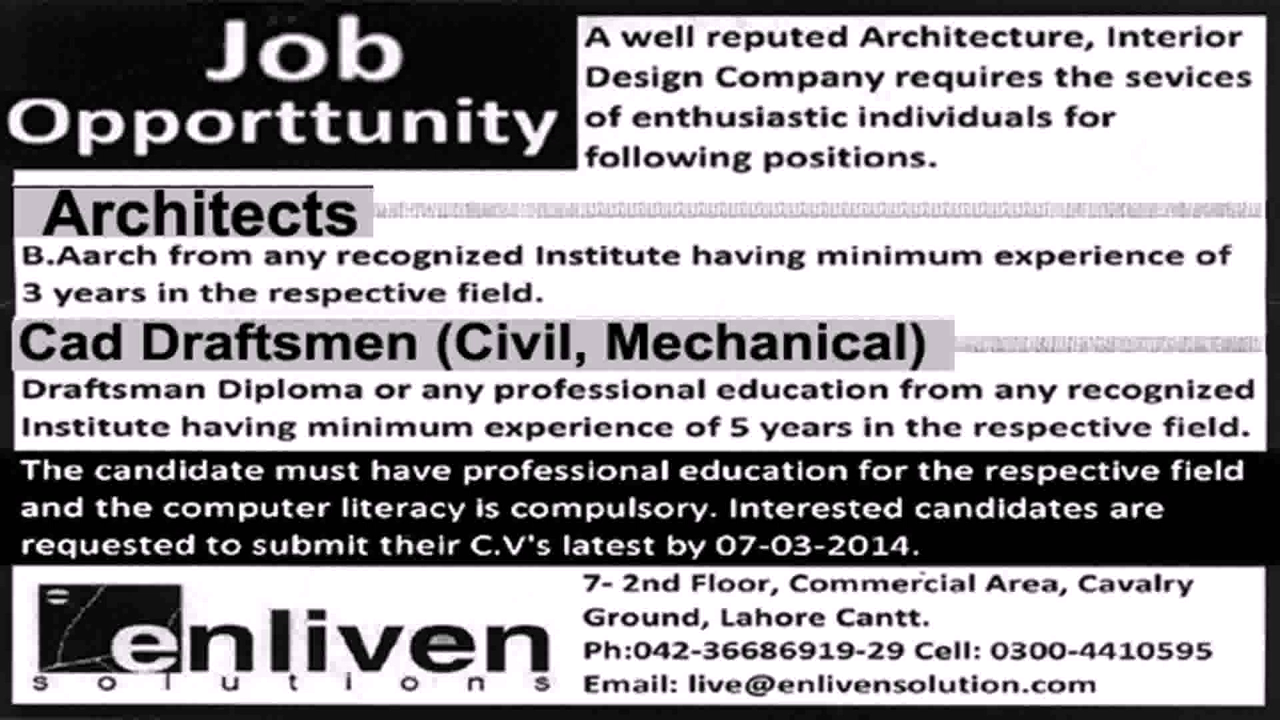 Job
Opporttunity
A well reputed Architecture, Interior
Design Company requires the sevices
of enthusiastic individuals for
following positions.
Architects
B.Aarch from any recognized Institute having minimum experience of
3 years in the respective field.
Cad Draftsmen (Civil, Mechanical)
Draftsman Diploma or any professional education from any recognized
Institute having minimum experience of 5 years in the respective field.
The candidate must have professional education for the respective field
and the computer literacy is compulsory. Interested candidates are
requested to submit their C.V's latest by 07-03-2014.
enliven
solutions
7- 2nd Floor, Commercial Area, Cavalry
Ground, Lahore Cantt.
Ph:042-36686919-29 Cell: 0300-4410595
Email: live@enlivensolution.com